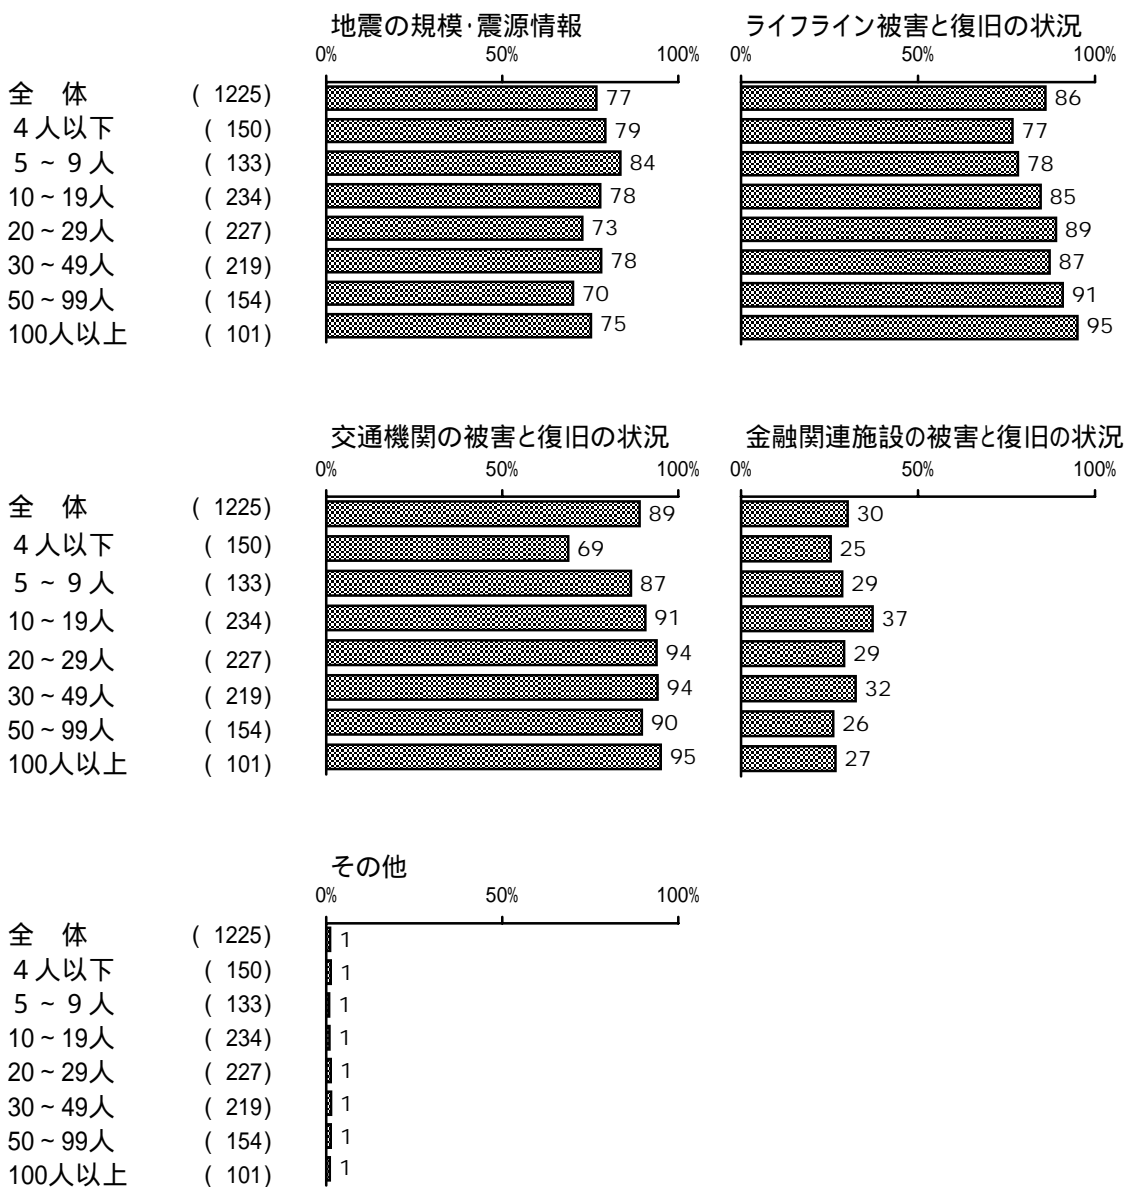 地震の規模･震源情報 ライフライン被害と復旧の状況
0% 50% 100% 0% 50% 100%
全 体 ( 1225) 77 86
4人以下 ( 150) 79 77
5 ~ 9人 ( 133) 84 78
10 ~ 19人 ( 234) 78 85
20 ~ 29人 ( 227) 73 89
30 ~ 49人 ( 219) 78 87
50 ~ 99人 ( 154) 70 91
100人以上 ( 101) 75 95
交通機関の被害と復旧の状況 金融関連施設の被害と復旧の状況
0% 50% 100% 0% 50% 100%
全 体 ( 1225) 89 30
4人以下 ( 150) 69 25
5 ~ 9人 ( 133) 87 29
10 ~ 19人 ( 234) 91 37
20 ~ 29人 ( 227) 94 29
30 ~ 49人 ( 219) 94 32
50 ~ 99人 ( 154) 90 26
100人以上 ( 101) 95 27
その他
0% 50% 100%
全 体 ( 1225) 1
4人以下 ( 150) 1
5 ~ 9人 ( 133) 1
10 ~ 19人 ( 234) 1
20 ~ 29人 ( 227) 1
30 ~ 49人 ( 219) 1
50 ~ 99人 ( 154) 1
100人以上 ( 101) 1